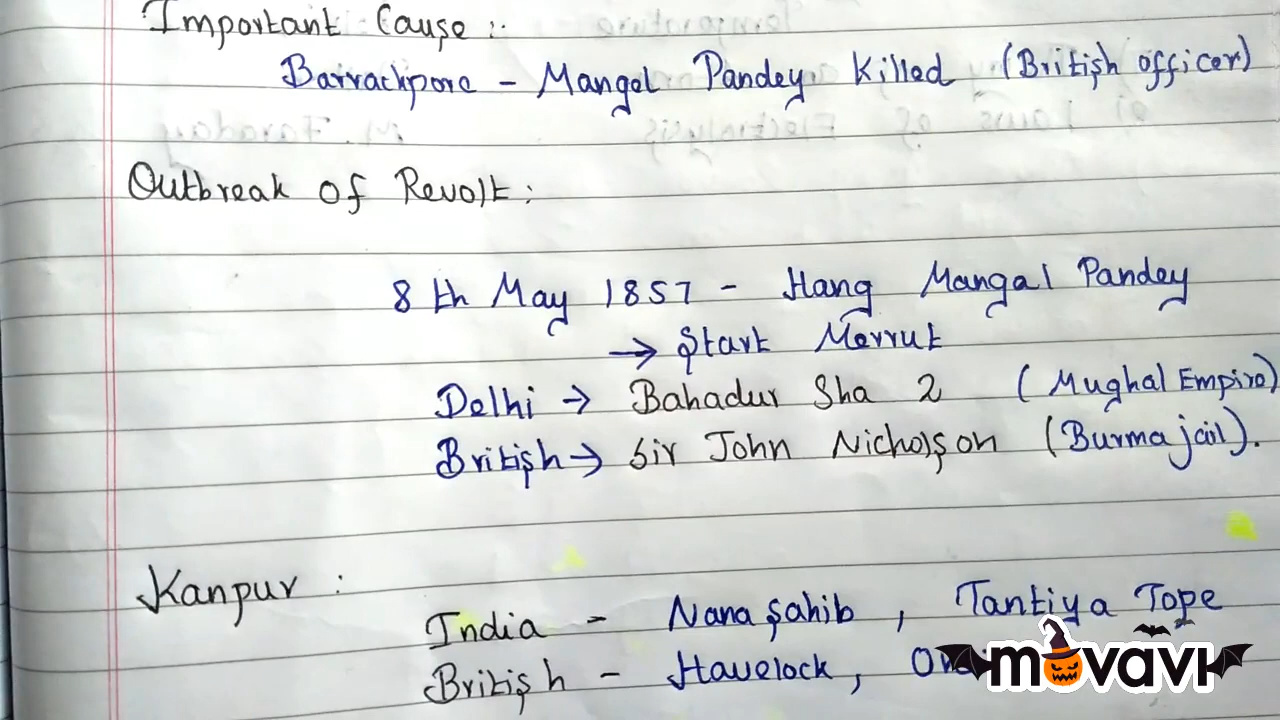 Important Cause :-
Barrackpore - Mangal Pandey Killed (British officer)
Outbreak of Revolt :
8 th May 1857 - Hang Mangal Pandey
→ Start Merrut
Delhi → Bahadur Sha 2 (Mughal Empire)
British → Sir John Nicholson (Burma jail).
Kanpur :
India - Nana sahib , Tantiya Tope
British - Havelock ,
movavi